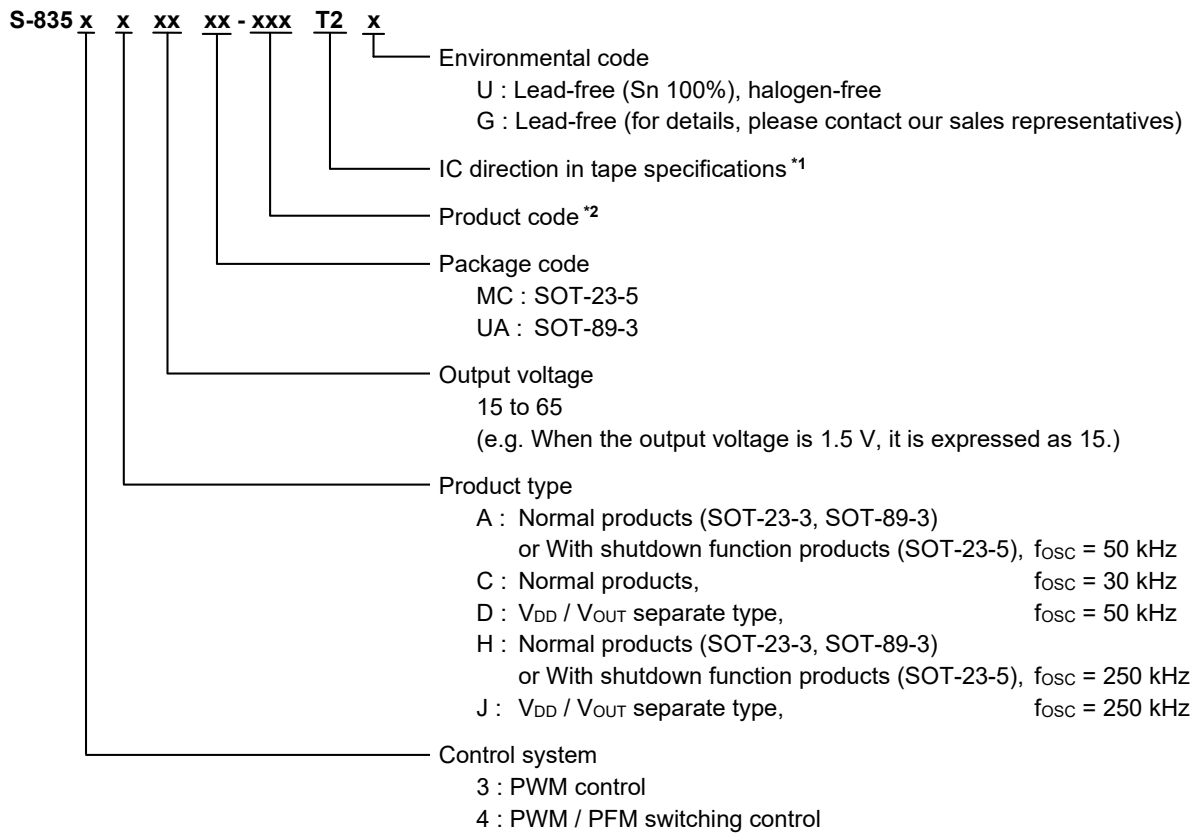 S-835 x x xx xx - xxx T2 x
Environmental code
U : Lead-free (Sn 100%), halogen-free
G : Lead-free (for details, please contact our sales representatives)
IC direction in tape specifications *1
Product code *2
Package code
MC : SOT-23-5
UA : SOT-89-3
Output voltage
15 to 65
(e.g. When the output voltage is 1.5 V, it is expressed as 15.)
Product type
A : Normal products (SOT-23-3, SOT-89-3)
or With shutdown function products (SOT-23-5), fOSC = 50 kHz
C : Normal products, fOSC = 30 kHz
D : VDD / VOUT separate type, fOSC = 50 kHz
H : Normal products (SOT-23-3, SOT-89-3)
or With shutdown function products (SOT-23-5), fOSC = 250 kHz
J : VDD / VOUT separate type, fOSC = 250 kHz
Control system
3 : PWM control
4 : PWM / PFM switching control